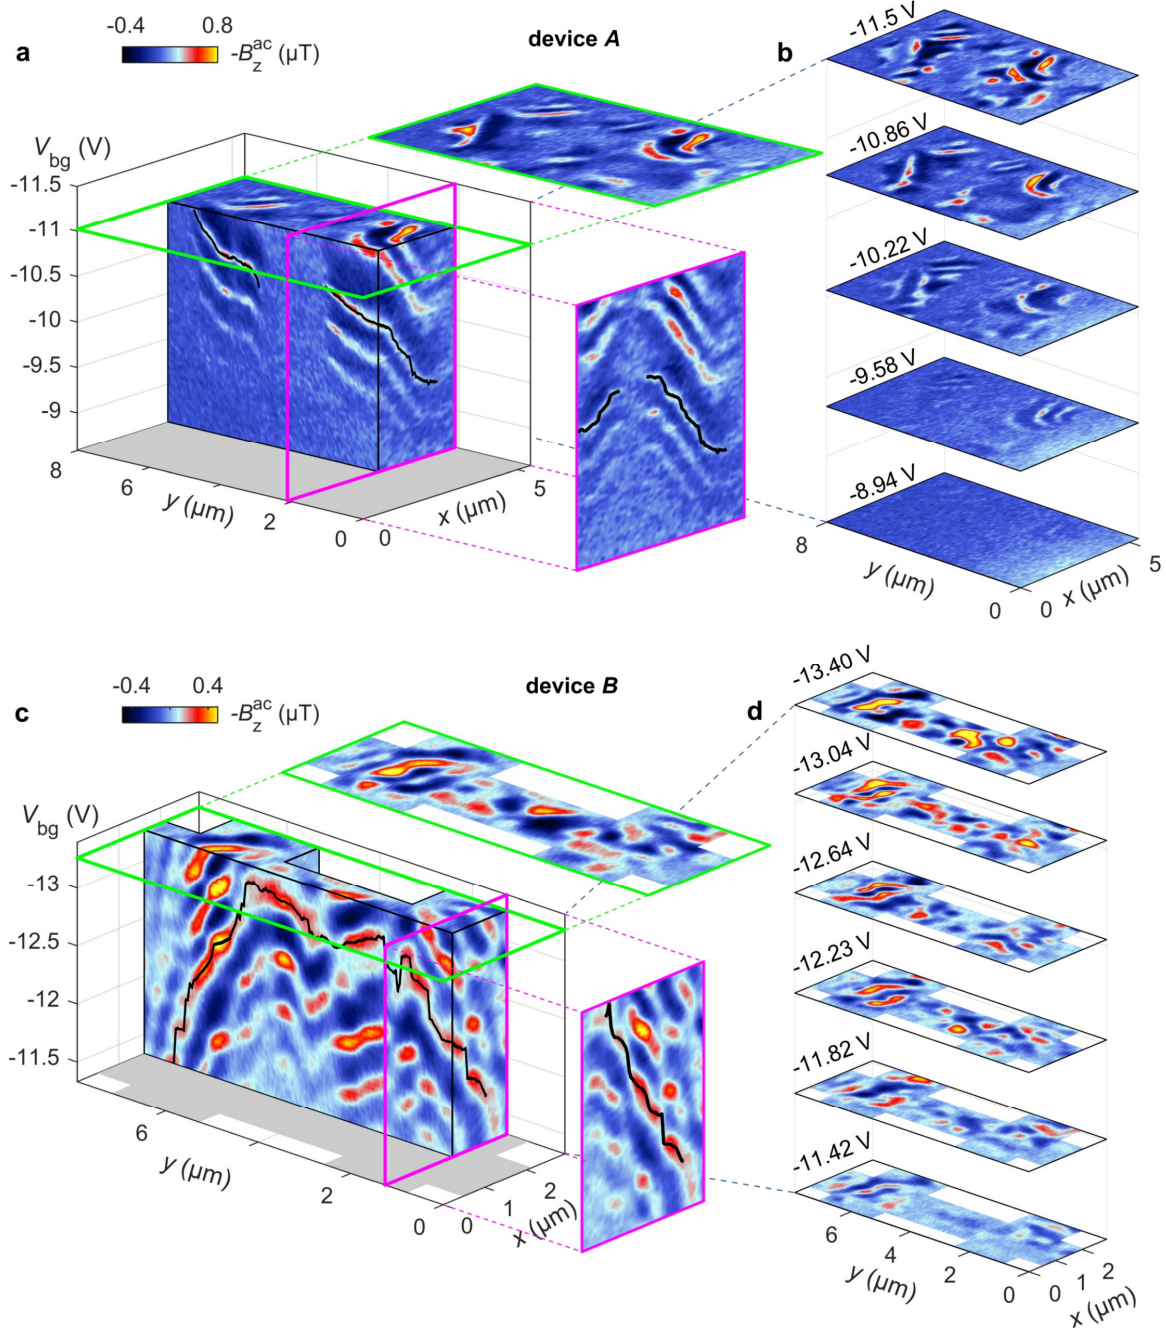 -0.4 0.8
a
-B_z^ac (μT)
device A
b
V_bg (V)
-11.5
-11
-10.5
-10
-9.5
-9
8
6
y (μm)
2
0
0
x (μm)
5
-11.5 V
-10.86 V
-10.22 V
-9.58 V
-8.94 V
8
y (μm)
0
0
x (μm)
5
-0.4 0.4
c
-B_z^ac (μT)
device B
d
V_bg (V)
-13
-12.5
-12
-11.5
6
y (μm)
2
0
0
1
2
x (μm)
-13.40 V
-13.04 V
-12.64 V
-12.23 V
-11.82 V
-11.42 V
6
4
2
0
y (μm)
0
1
2
x (μm)